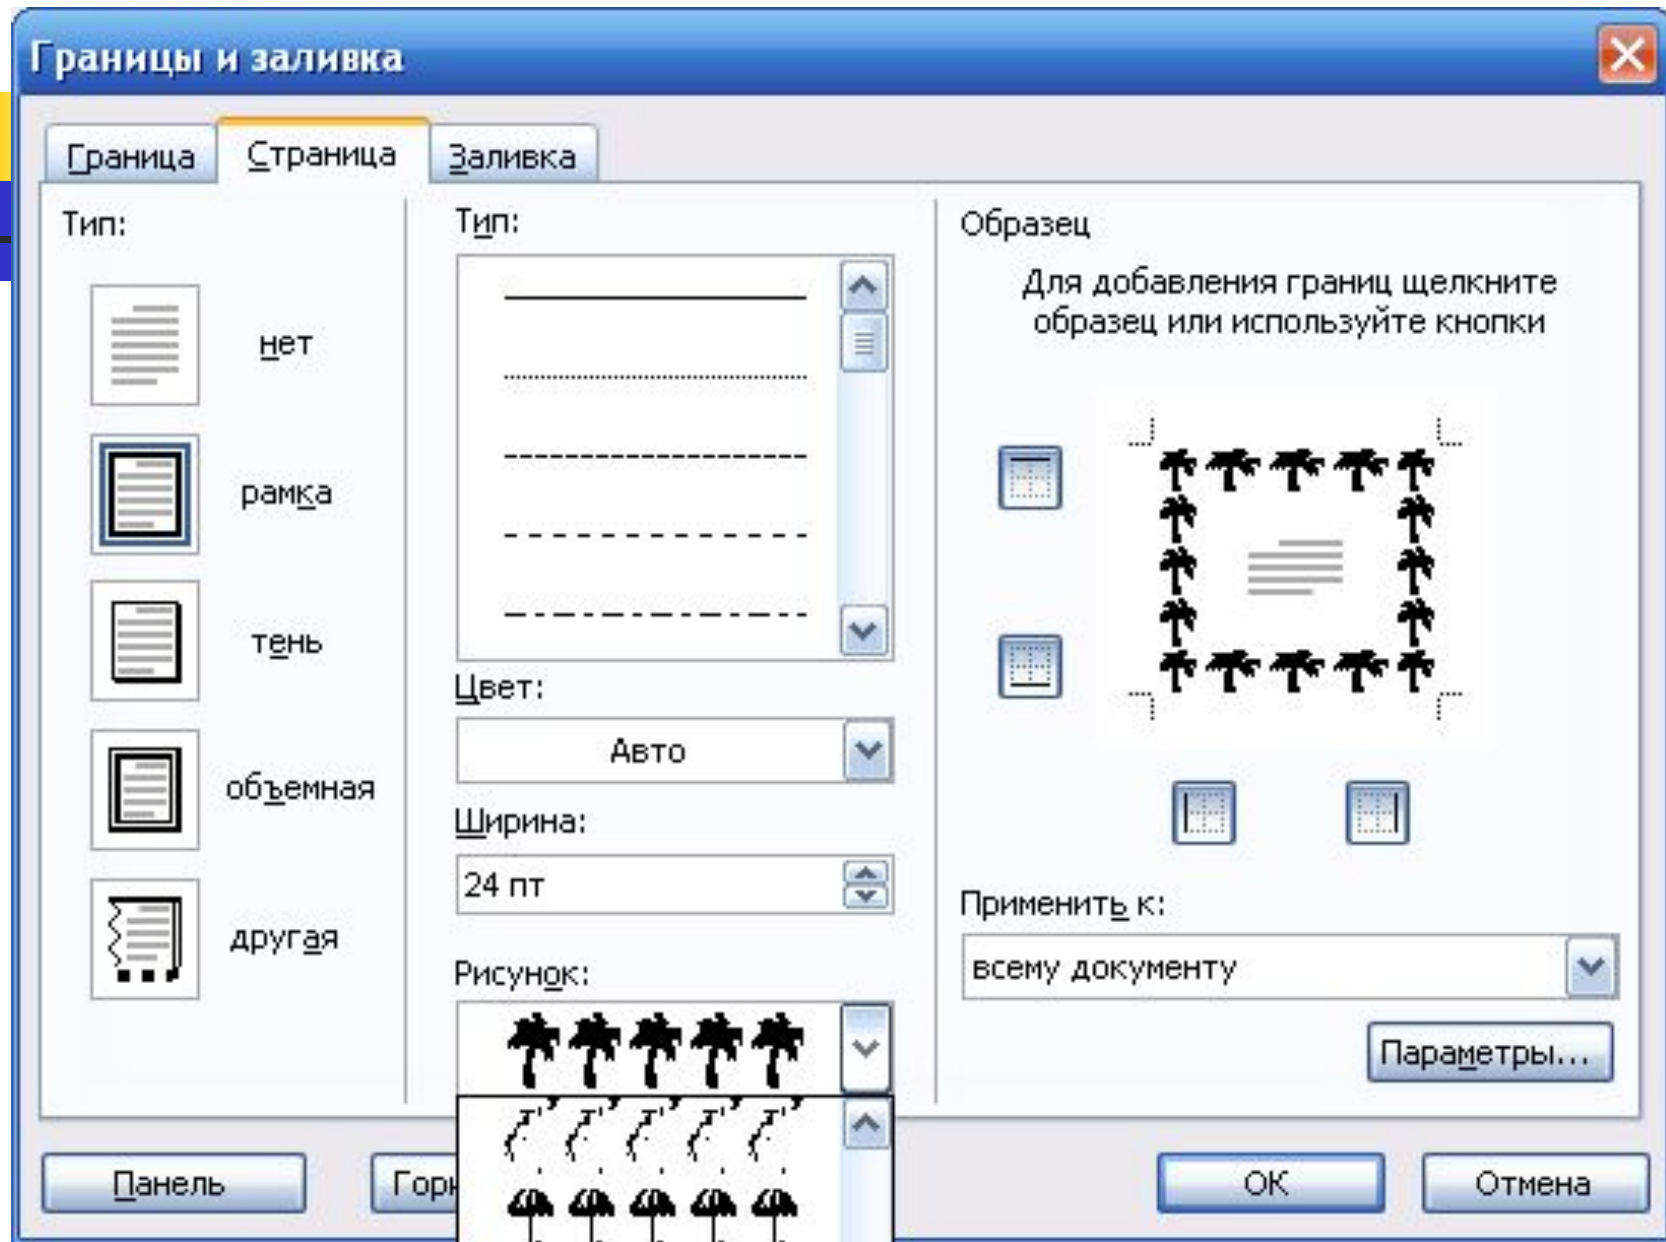 Границы и заливка
Граница
Страница
Заливка
Тип:
нет
рамка
тень
объемная
другая
Тип:
Цвет:
Авто
Ширина:
24 пт
Рисунок:
Образец
Для добавления границ щелкните
образец или используйте кнопки
Применить к:
всему документу
Параметры...
Панель
ОК
Отмена